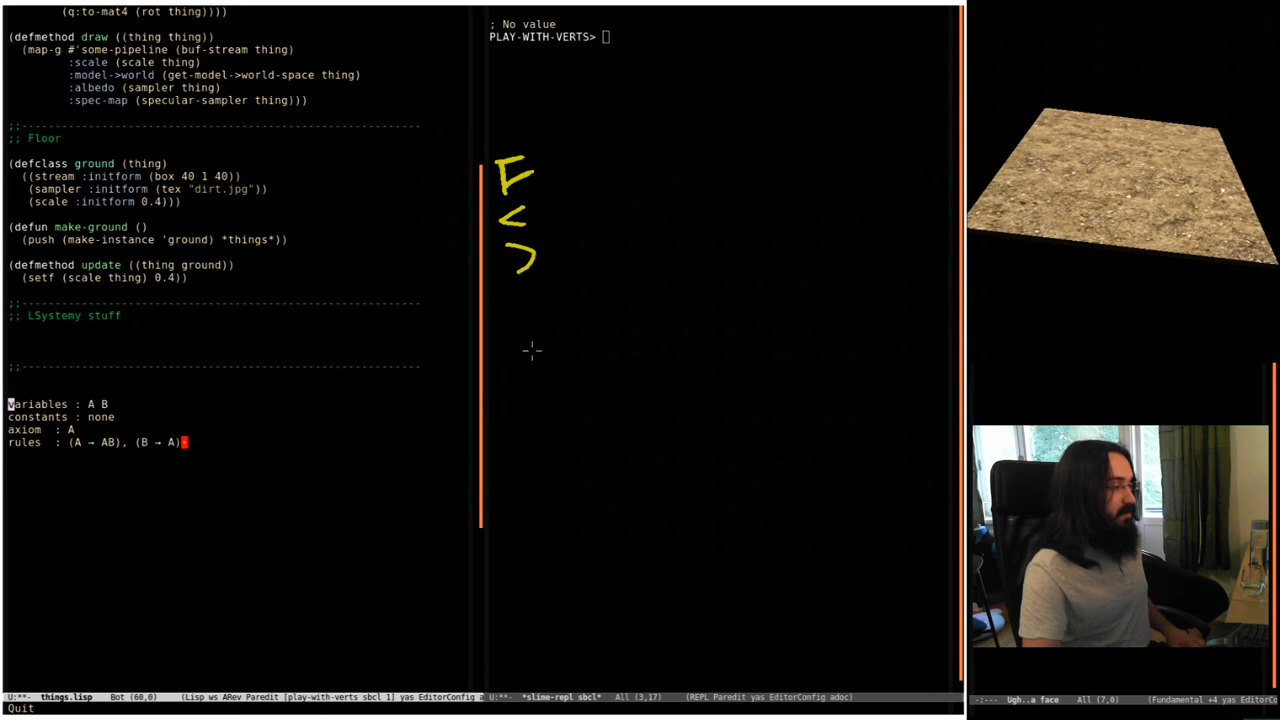 (q:to-mat4 (rot thing))))
(defmethod draw ((thing thing))
(map-g #'some-pipeline (buf-stream thing)
:scale (scale thing)
:model->world (get-model->world-space thing)
:albedo (sampler thing)
:spec-map (specular-sampler thing)))
;;------------------------------------------------------------
;; Floor
(defclass ground (thing)
((stream :initform (box 40 1 40))
(sampler :initform (tex "dirt.jpg"))
(scale :initform 0.4)))
(defun make-ground ()
(push (make-instance 'ground) *things*))
(defmethod update ((thing ground))
(setf (scale thing) 0.4))
;;------------------------------------------------------------
;; LSystemy stuff
;;------------------------------------------------------------
variables : A B
constants : none
axiom  : A
rules  : (A → AB), (B → A)
U:**-  things.lisp   Bot (60,0)    (Lisp ws ARev Paredit [play-with-verts sbcl 1] yas EditorConfig a
Quit
; No value
PLAY-WITH-VERTS>
F
<
U:**-  *slime-repl sbcl*   All (3,17)     (REPL Paredit yas EditorConfig adoc)
-:---  Ugh..a face    All (7,0)     (Fundamental +4 yas EditorCo